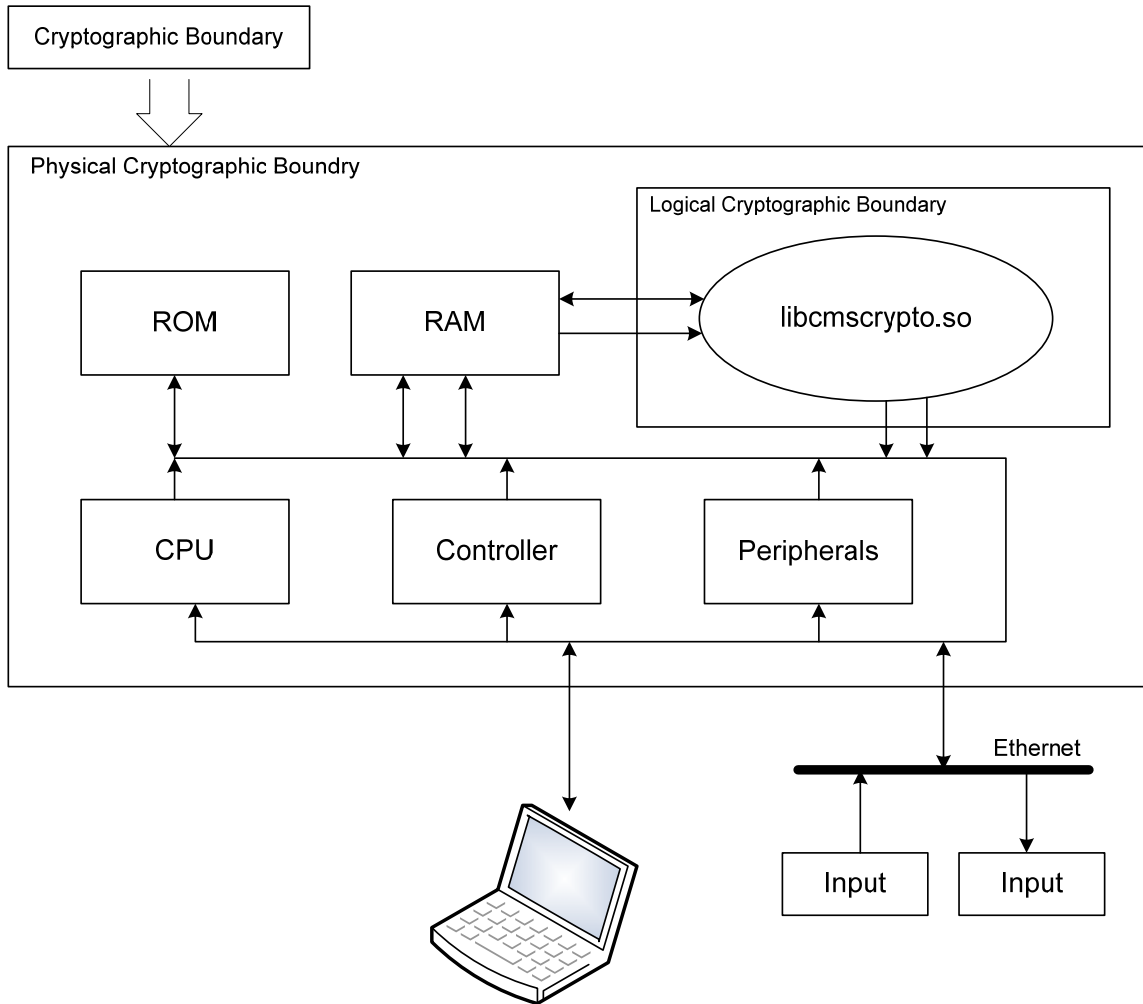 Cryptographic Boundary
Physical Cryptographic Boundry
Logical Cryptographic Boundary
ROM
RAM
libcmscrypto.so
CPU
Controller
Peripherals
Ethernet
Input
Input